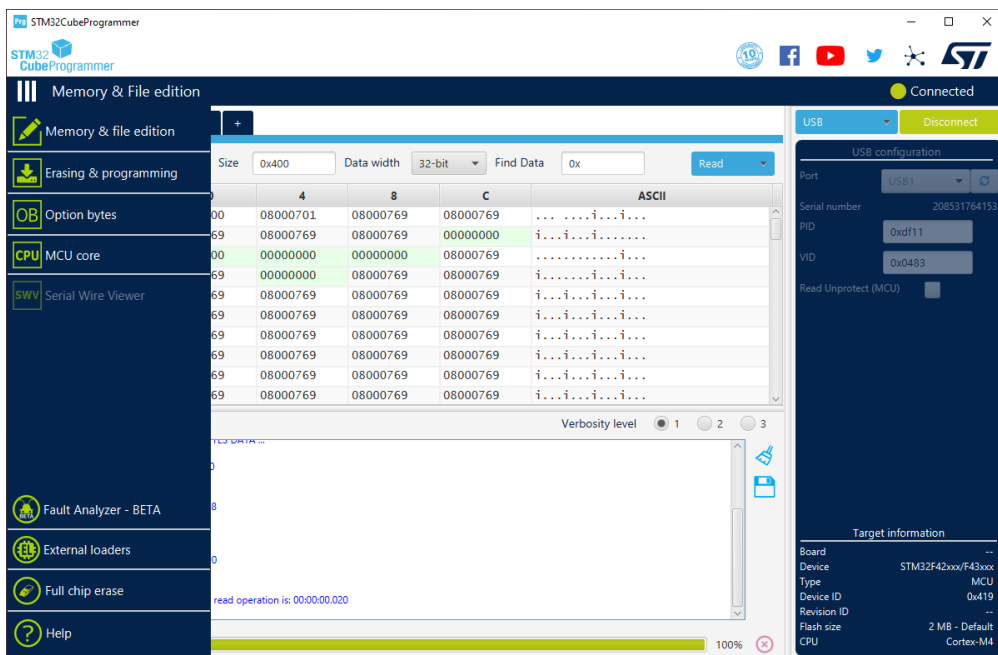 Prg STM32CubeProgrammer
STM32
CubeProgrammer
10
ST
Memory & File edition
Connected
Memory & file edition
Erasing & programming
OB Option bytes
CPU MCU core
SWV Serial Wire Viewer
Fault Analyzer - BETA
BETA
EL External loaders
Full chip erase
? Help
+
Size 0x400 Data width 32-bit Find Data 0x Read
4 8 C ASCII
00 08000701 08000769 08000769 ... ....i...i...
69 08000769 08000769 00000000 i...i...i.......
00 00000000 00000000 08000769 .............i...
69 00000000 08000769 08000769 i.......i...i...
69 08000769 08000769 08000769 i...i...i...i...
69 08000769 08000769 08000769 i...i...i...i...
69 08000769 08000769 08000769 i...i...i...i...
69 08000769 08000769 08000769 i...i...i...i...
69 08000769 08000769 08000769 i...i...i...i...
69 08000769 08000769 08000769 i...i...i...i...
Verbosity level 1 2 3
DATA ...
8
0
read operation is: 00:00:00.020
100%
USB Disconnect
USB configuration
Port USB1
Serial number 208531764153
PID 0xdf11
VID 0x0483
Read Unprotect (MCU)
Target information
Board --
Device STM32F42xxx/F43xxx
Type MCU
Device ID 0x419
Revision ID --
Flash size 2 MB - Default
CPU Cortex-M4